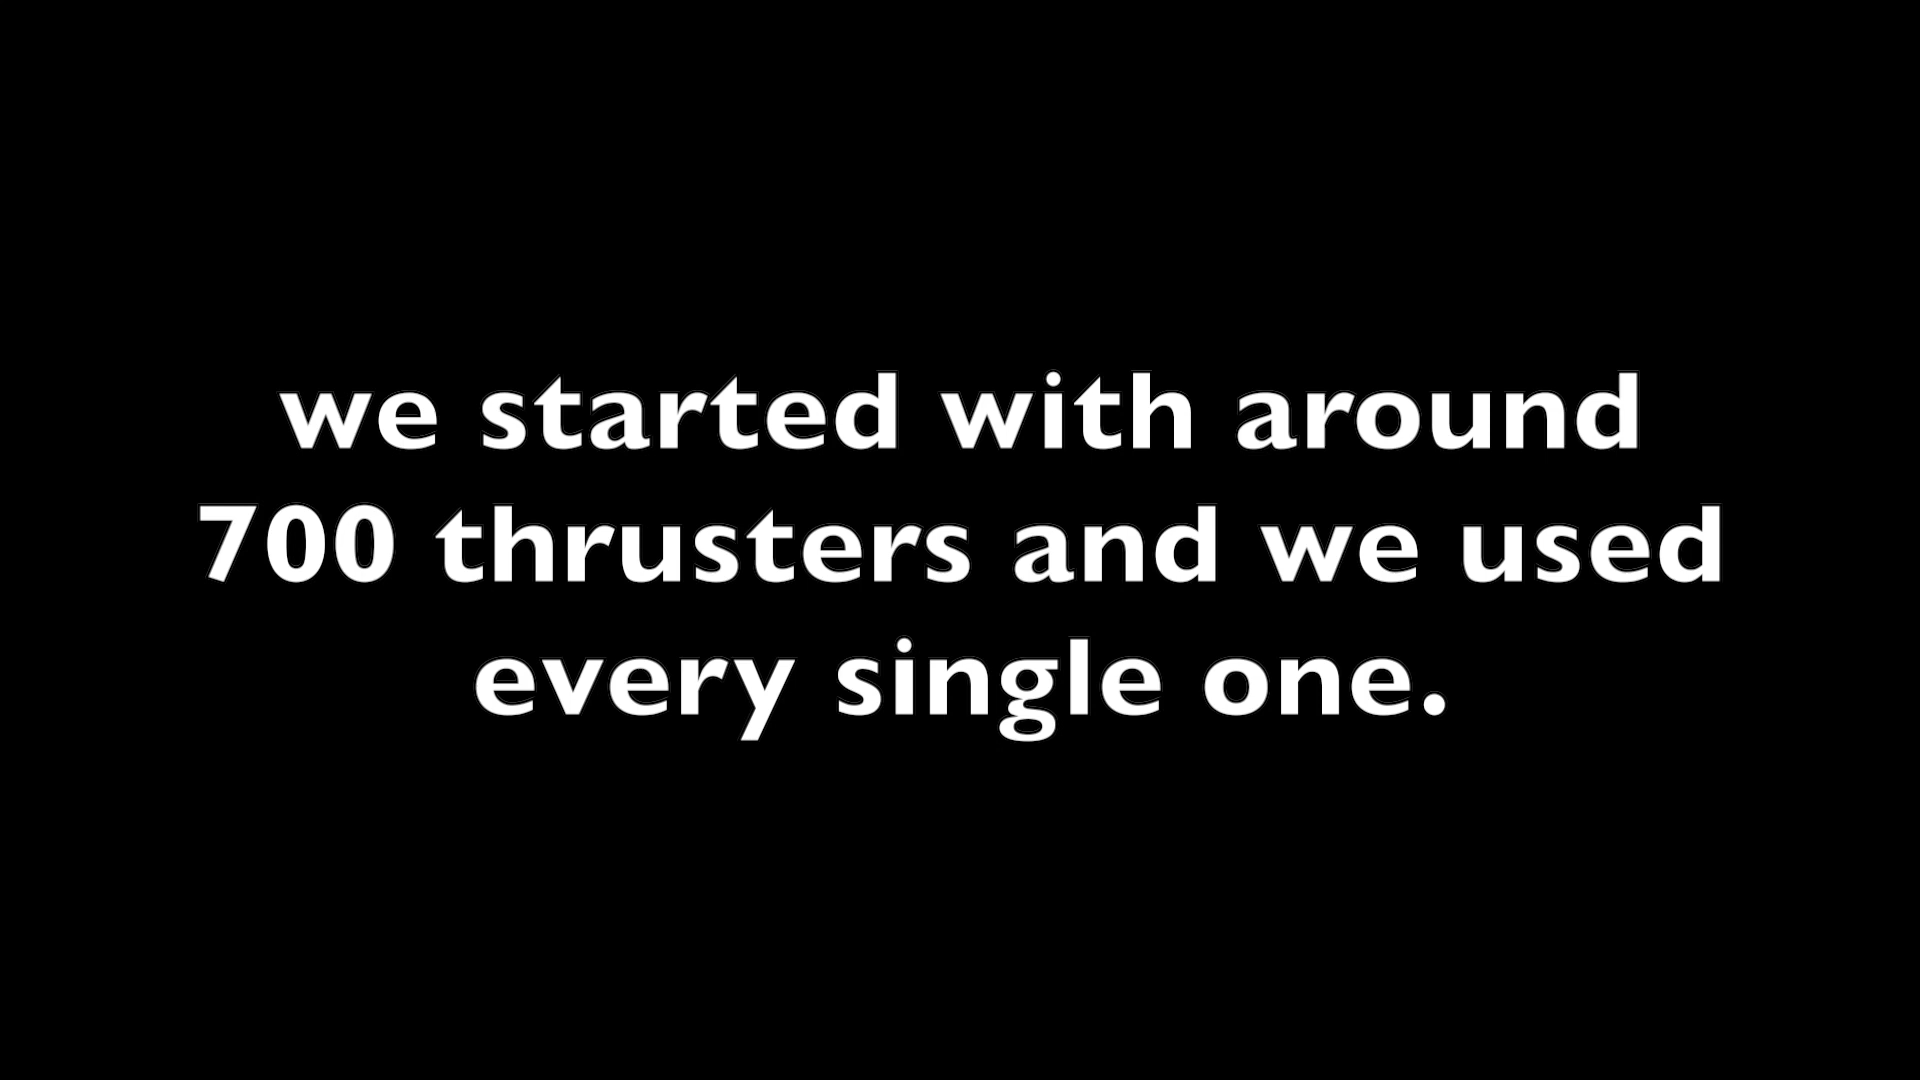 we started with around
700 thrusters and we used
every single one.